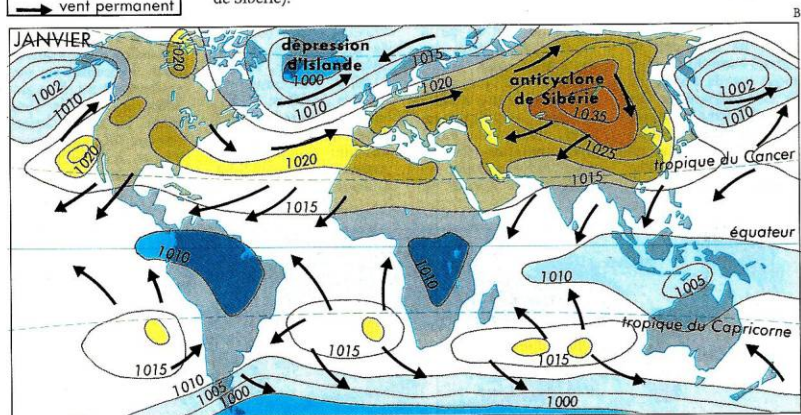 vent permanent
de Sibérie).
B
JANVIER
1020
dépression
d'Islande
1000
1015
1020
anticyclone
de Sibérie
1035
1002
1010
1010
1002
1010
1020
1020
1025
tropique du Cancer
1015
1015
équateur
1010
1010
1010
1005
tropique du Capricorne
1015
1015
1015
1010
1005
1000
1000